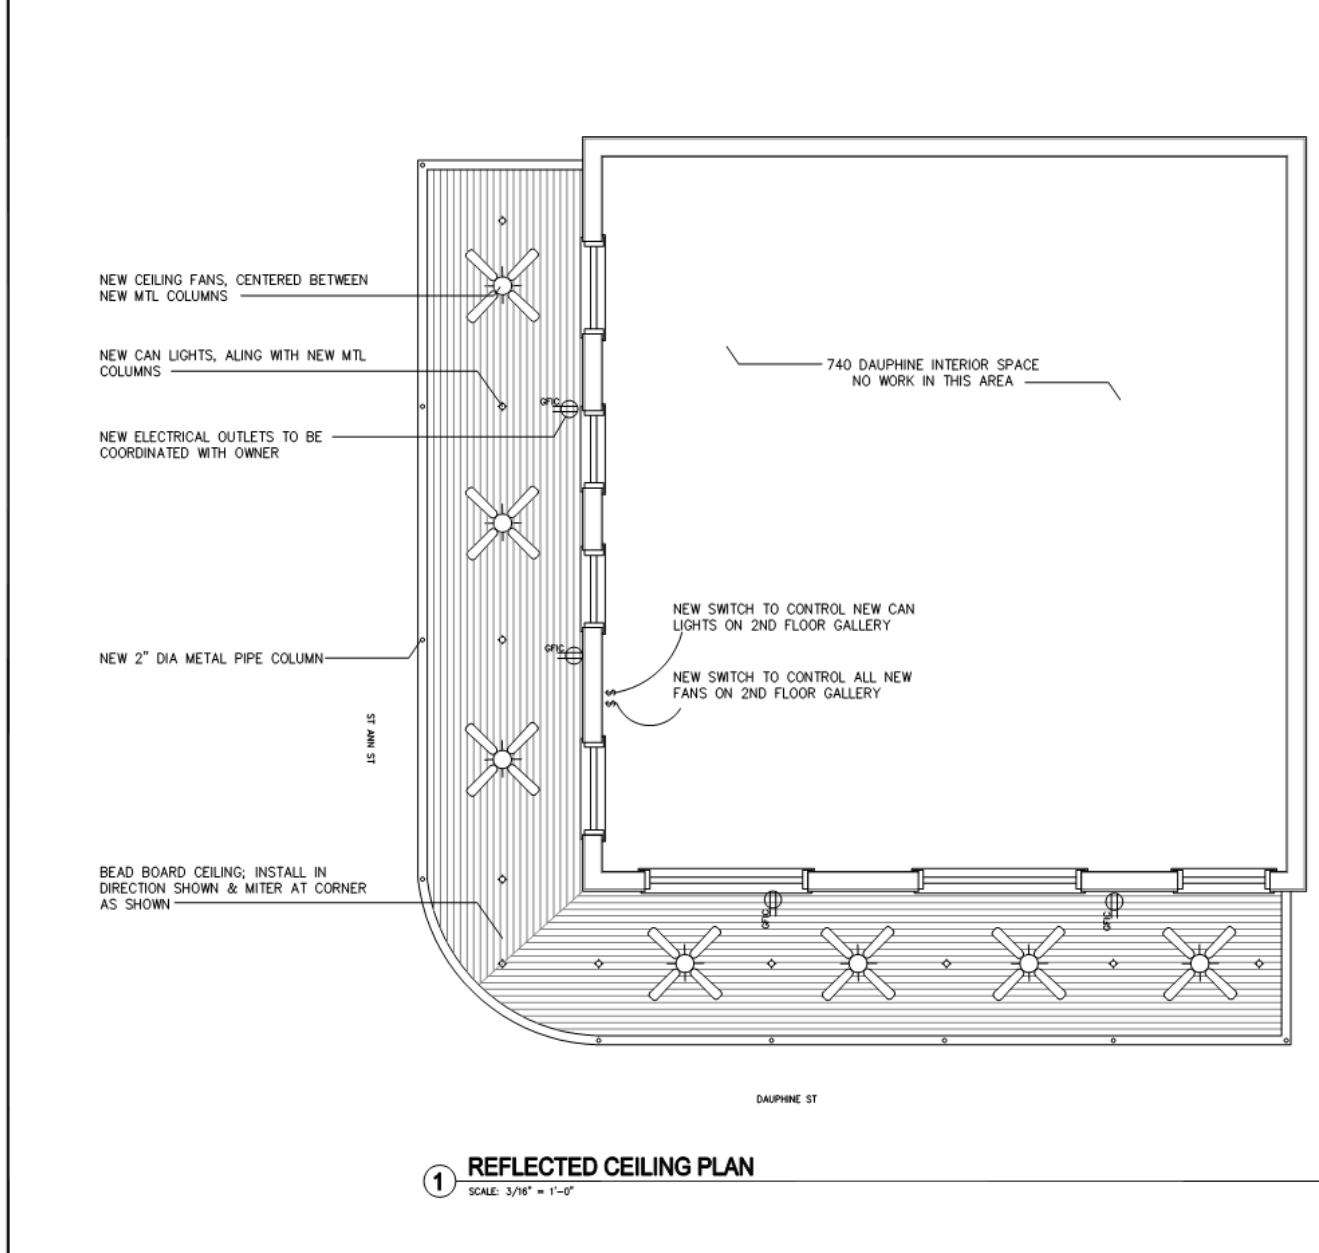 NEW CEILING FANS, CENTERED BETWEEN
NEW MTL COLUMNS
NEW CAN LIGHTS, ALING WITH NEW MTL
COLUMNS
GFIC
NEW ELECTRICAL OUTLETS TO BE
COORDINATED WITH OWNER
740 DAUPHINE INTERIOR SPACE
NO WORK IN THIS AREA
NEW SWITCH TO CONTROL NEW CAN
LIGHTS ON 2ND FLOOR GALLERY
GFIC
NEW 2" DIA METAL PIPE COLUMN
NEW SWITCH TO CONTROL ALL NEW
FANS ON 2ND FLOOR GALLERY
$
$
ST ANN ST
BEAD BOARD CEILING; INSTALL IN
DIRECTION SHOWN & MITER AT CORNER
AS SHOWN
GFIC
GFIC
DAUPHINE ST
1
REFLECTED CEILING PLAN
SCALE: 3/16" = 1'-0"